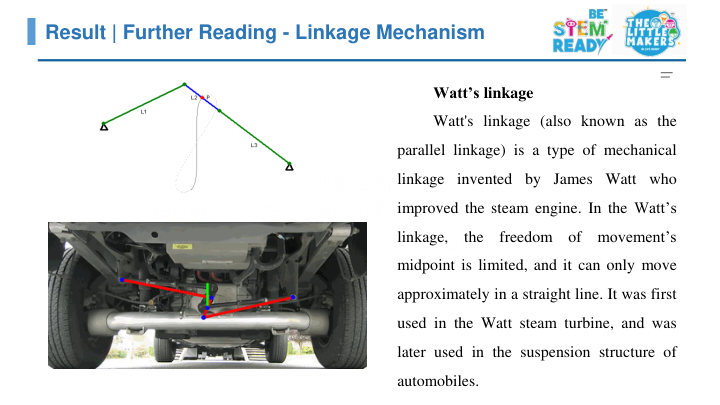 Result | Further Reading - Linkage Mechanism
BE
STEM
READY
THE
LITTLE
MAKERS
L1
L2
P
L3
Watt’s linkage
Watt's linkage (also known as the
parallel linkage) is a type of mechanical
linkage invented by James Watt who
improved the steam engine. In the Watt’s
linkage, the freedom of movement’s
midpoint is limited, and it can only move
approximately in a straight line. It was first
used in the Watt steam turbine, and was
later used in the suspension structure of
automobiles.